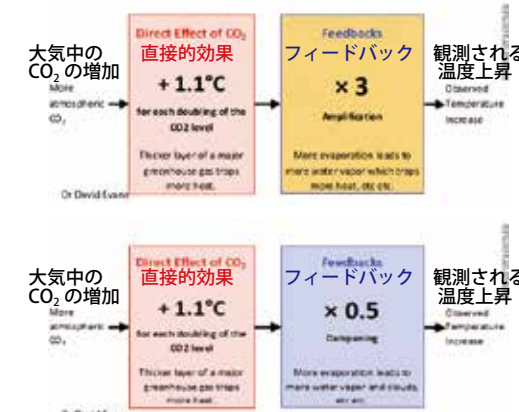 Direct Effect of CO₂
Feedbacks
大気中の
CO₂ の増加
直接的効果
フィードバック
観測される
温度上昇
More
atmospheric
CO₂
+ 1.1°C
× 3
Observed
Temperature
Increase
for each doubling of the
CO2 level
Amplification
Thicker layer of a major
greenhouse gas traps
more heat.
More evaporation leads to
more water vapor which traps
more heat, etc etc.
Dr David Evans
Direct Effect of CO₂
Feedbacks
大気中の
CO₂ の増加
直接的効果
フィードバック
観測される
温度上昇
More
atmospheric
CO₂
+ 1.1°C
× 0.5
Observed
Temperature
Increase
for each doubling of the
CO2 level
Dampening
Thicker layer of a major
greenhouse gas traps
more heat.
More evaporation leads to
more water vapor and clouds,
etc etc.